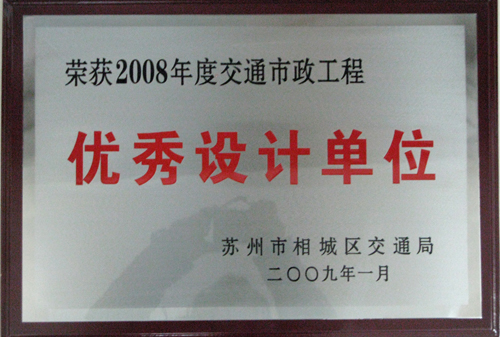 荣获2008年度交通市政工程
优秀设计单位
苏州市相城区交通局
二〇〇九年一月